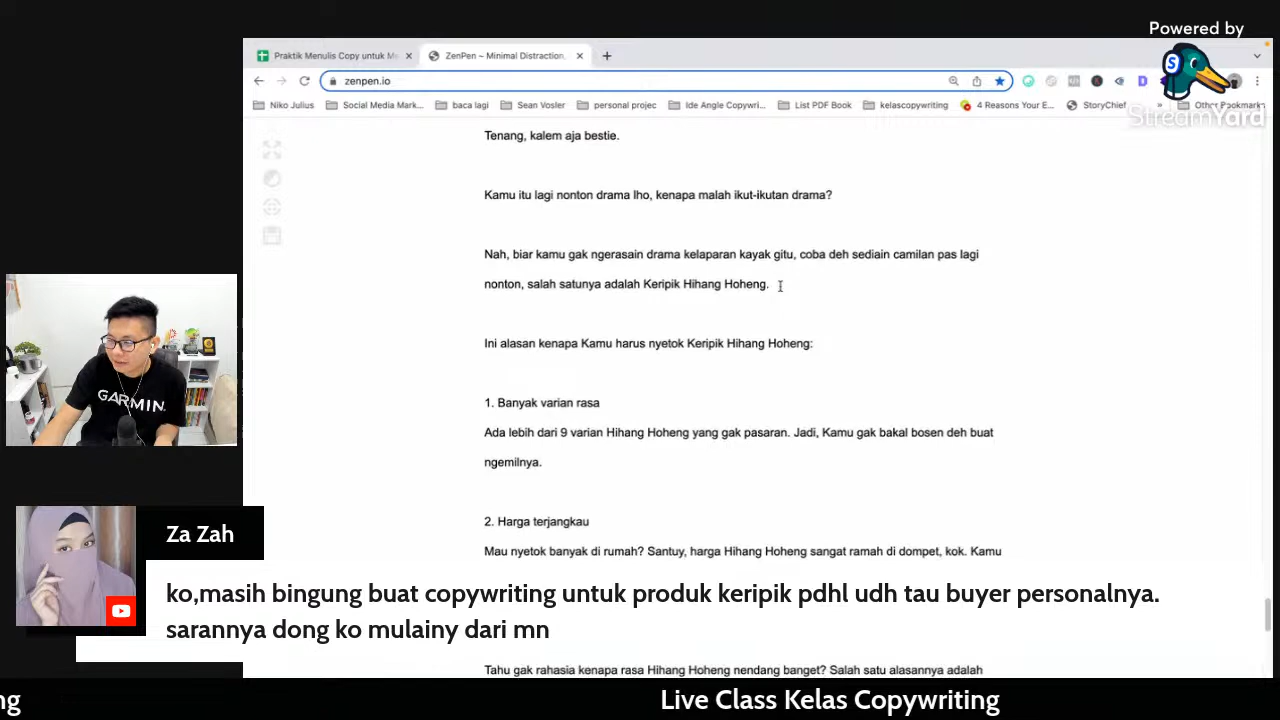 Powered by
S
StreamYard
Praktik Menulis Copy untuk Me
ZenPen – Minimal Distraction,
zenpen.io
Niko Julius
Social Media Mark...
baca lagi
Sean Vosler
personal projec
Ide Angle Copywri...
List PDF Book
kelascopywriting
4 Reasons Your E...
StoryChief
»
Other Bookmarks
Tenang, kalem aja bestie.
Kamu itu lagi nonton drama lho, kenapa malah ikut-ikutan drama?
Nah, biar kamu gak ngerasain drama kelaparan kayak gitu, coba deh sediain camilan pas lagi
nonton, salah satunya adalah Keripik Hihang Hoheng.
Ini alasan kenapa Kamu harus nyetok Keripik Hihang Hoheng:
1. Banyak varian rasa
Ada lebih dari 9 varian Hihang Hoheng yang gak pasaran. Jadi, Kamu gak bakal bosen deh buat
ngemilnya.
2. Harga terjangkau
Mau nyetok banyak di rumah? Santuy, harga Hihang Hoheng sangat ramah di dompet, kok. Kamu
GARMIN
Za Zah
ko,masih bingung buat copywriting untuk produk keripik pdhl udh tau buyer personalnya.
sarannya dong ko mulainy dari mn
Tahu gak rahasia kenapa rasa Hihang Hoheng nendang banget? Salah satu alasannya adalah
ng
Live Class Kelas Copywriting